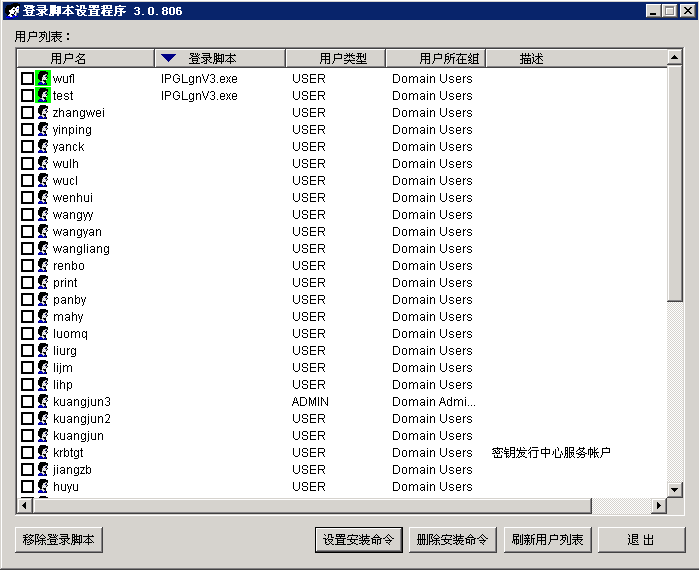 登录脚本设置程序 3.0.806
用户列表：
用户名 登录脚本 用户类型 用户所在组 描述
wufl IPGLgnV3.exe USER Domain Users
test IPGLgnV3.exe USER Domain Users
zhangwei USER Domain Users
yinping USER Domain Users
yanck USER Domain Users
wulh USER Domain Users
wucl USER Domain Users
wenhui USER Domain Users
wangyy USER Domain Users
wangyan USER Domain Users
wangliang USER Domain Users
renbo USER Domain Users
print USER Domain Users
panby USER Domain Users
mahy USER Domain Users
luomq USER Domain Users
liurg USER Domain Users
lijm USER Domain Users
lihp USER Domain Users
kuangjun3 ADMIN Domain Admi...
kuangjun2 USER Domain Users
kuangjun USER Domain Users
krbtgt USER Domain Users 密钥发行中心服务帐户
jiangzb USER Domain Users
huyu USER Domain Users
移除登录脚本 设置安装命令 删除安装命令 刷新用户列表 退 出